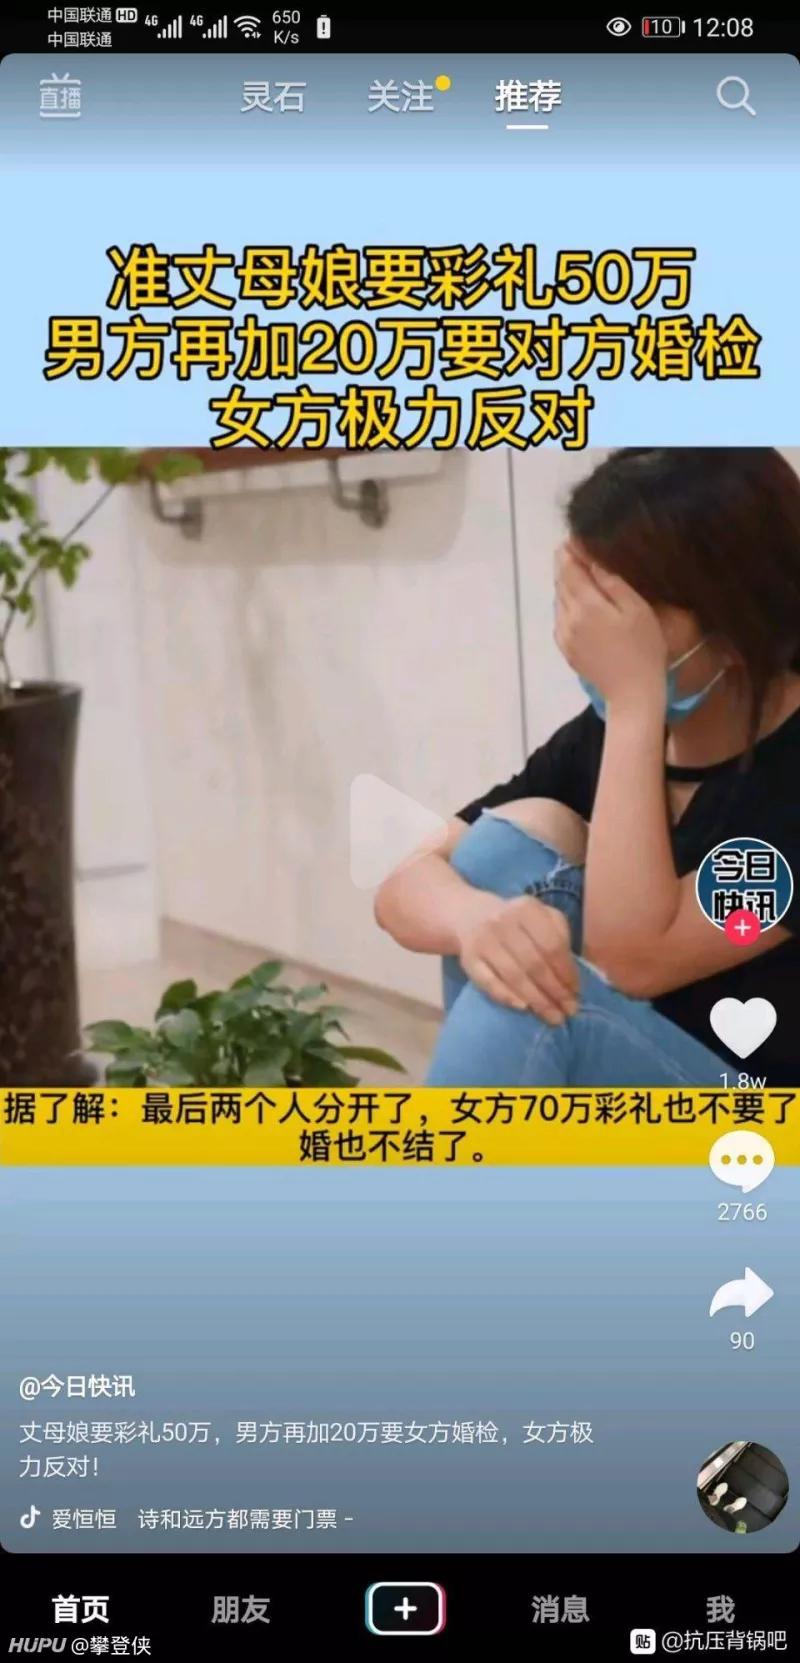 中国联通 HD 4G 4G 650 K/s 10 12:08
中国联通
直播 灵石 关注 推荐
准丈母娘要彩礼50万
男方再加20万要对方婚检
女方极力反对
今日
快讯
1.8w
据了解：最后两个人分开了，女方70万彩礼也不要了
婚也不结了。
2766
90
@今日快讯
丈母娘要彩礼50万，男方再加20万要女方婚检，女方极
力反对！
爱恒恒 诗和远方都需要门票 -
首页 朋友 消息 我
HUPU @攀登侠
贴 @抗压背锅吧